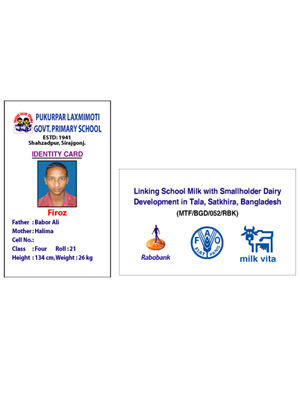 PUKURPAR LAXMIMOTI
GOVT. PRIMARY SCHOOL
ESTD: 1941
Shahzadpur, Sirajgonj.
IDENTITY CARD
Firoz
Father : Babor Ali
Mother : Halima
Cell No.:
Class : Four Roll : 21
Height : 134 cm, Weight : 26 kg
Linking School Milk with Smallholder Dairy
Development in Tala, Satkhira, Bangladesh
(MTF/BGD/052/RBK)
Rabobank
F A O
FIAT PANIS
milk vita